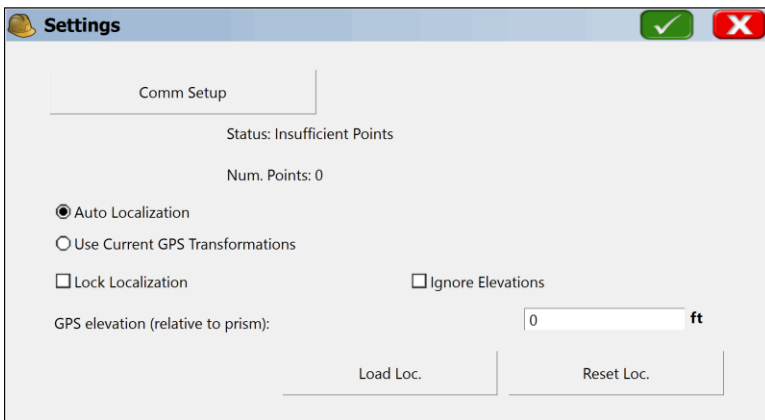 Settings
Comm Setup
Status: Insufficient Points
Num. Points: 0
Auto Localization
Use Current GPS Transformations
Lock Localization Ignore Elevations
GPS elevation (relative to prism): 0 ft
Load Loc. Reset Loc.